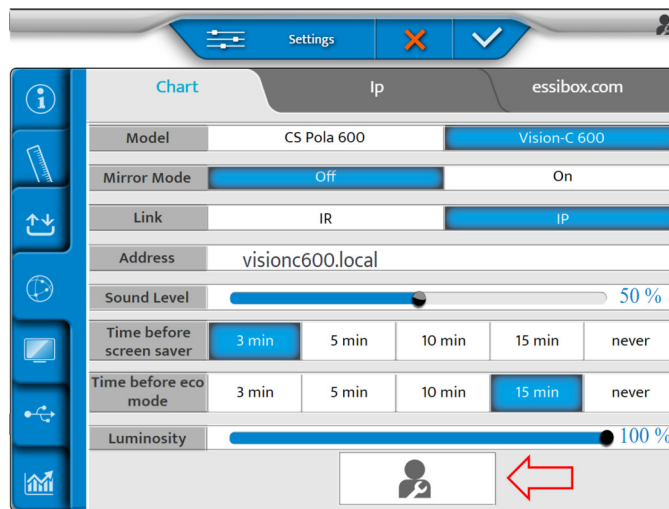 Settings
Chart Ip essibox.com
Model CS Pola 600 Vision-C 600
Mirror Mode Off On
Link IR IP
Address visionc600.local
Sound Level 50 %
Time before
screen saver 3 min 5 min 10 min 15 min never
Time before eco
mode 3 min 5 min 10 min 15 min never
Luminosity 100 %